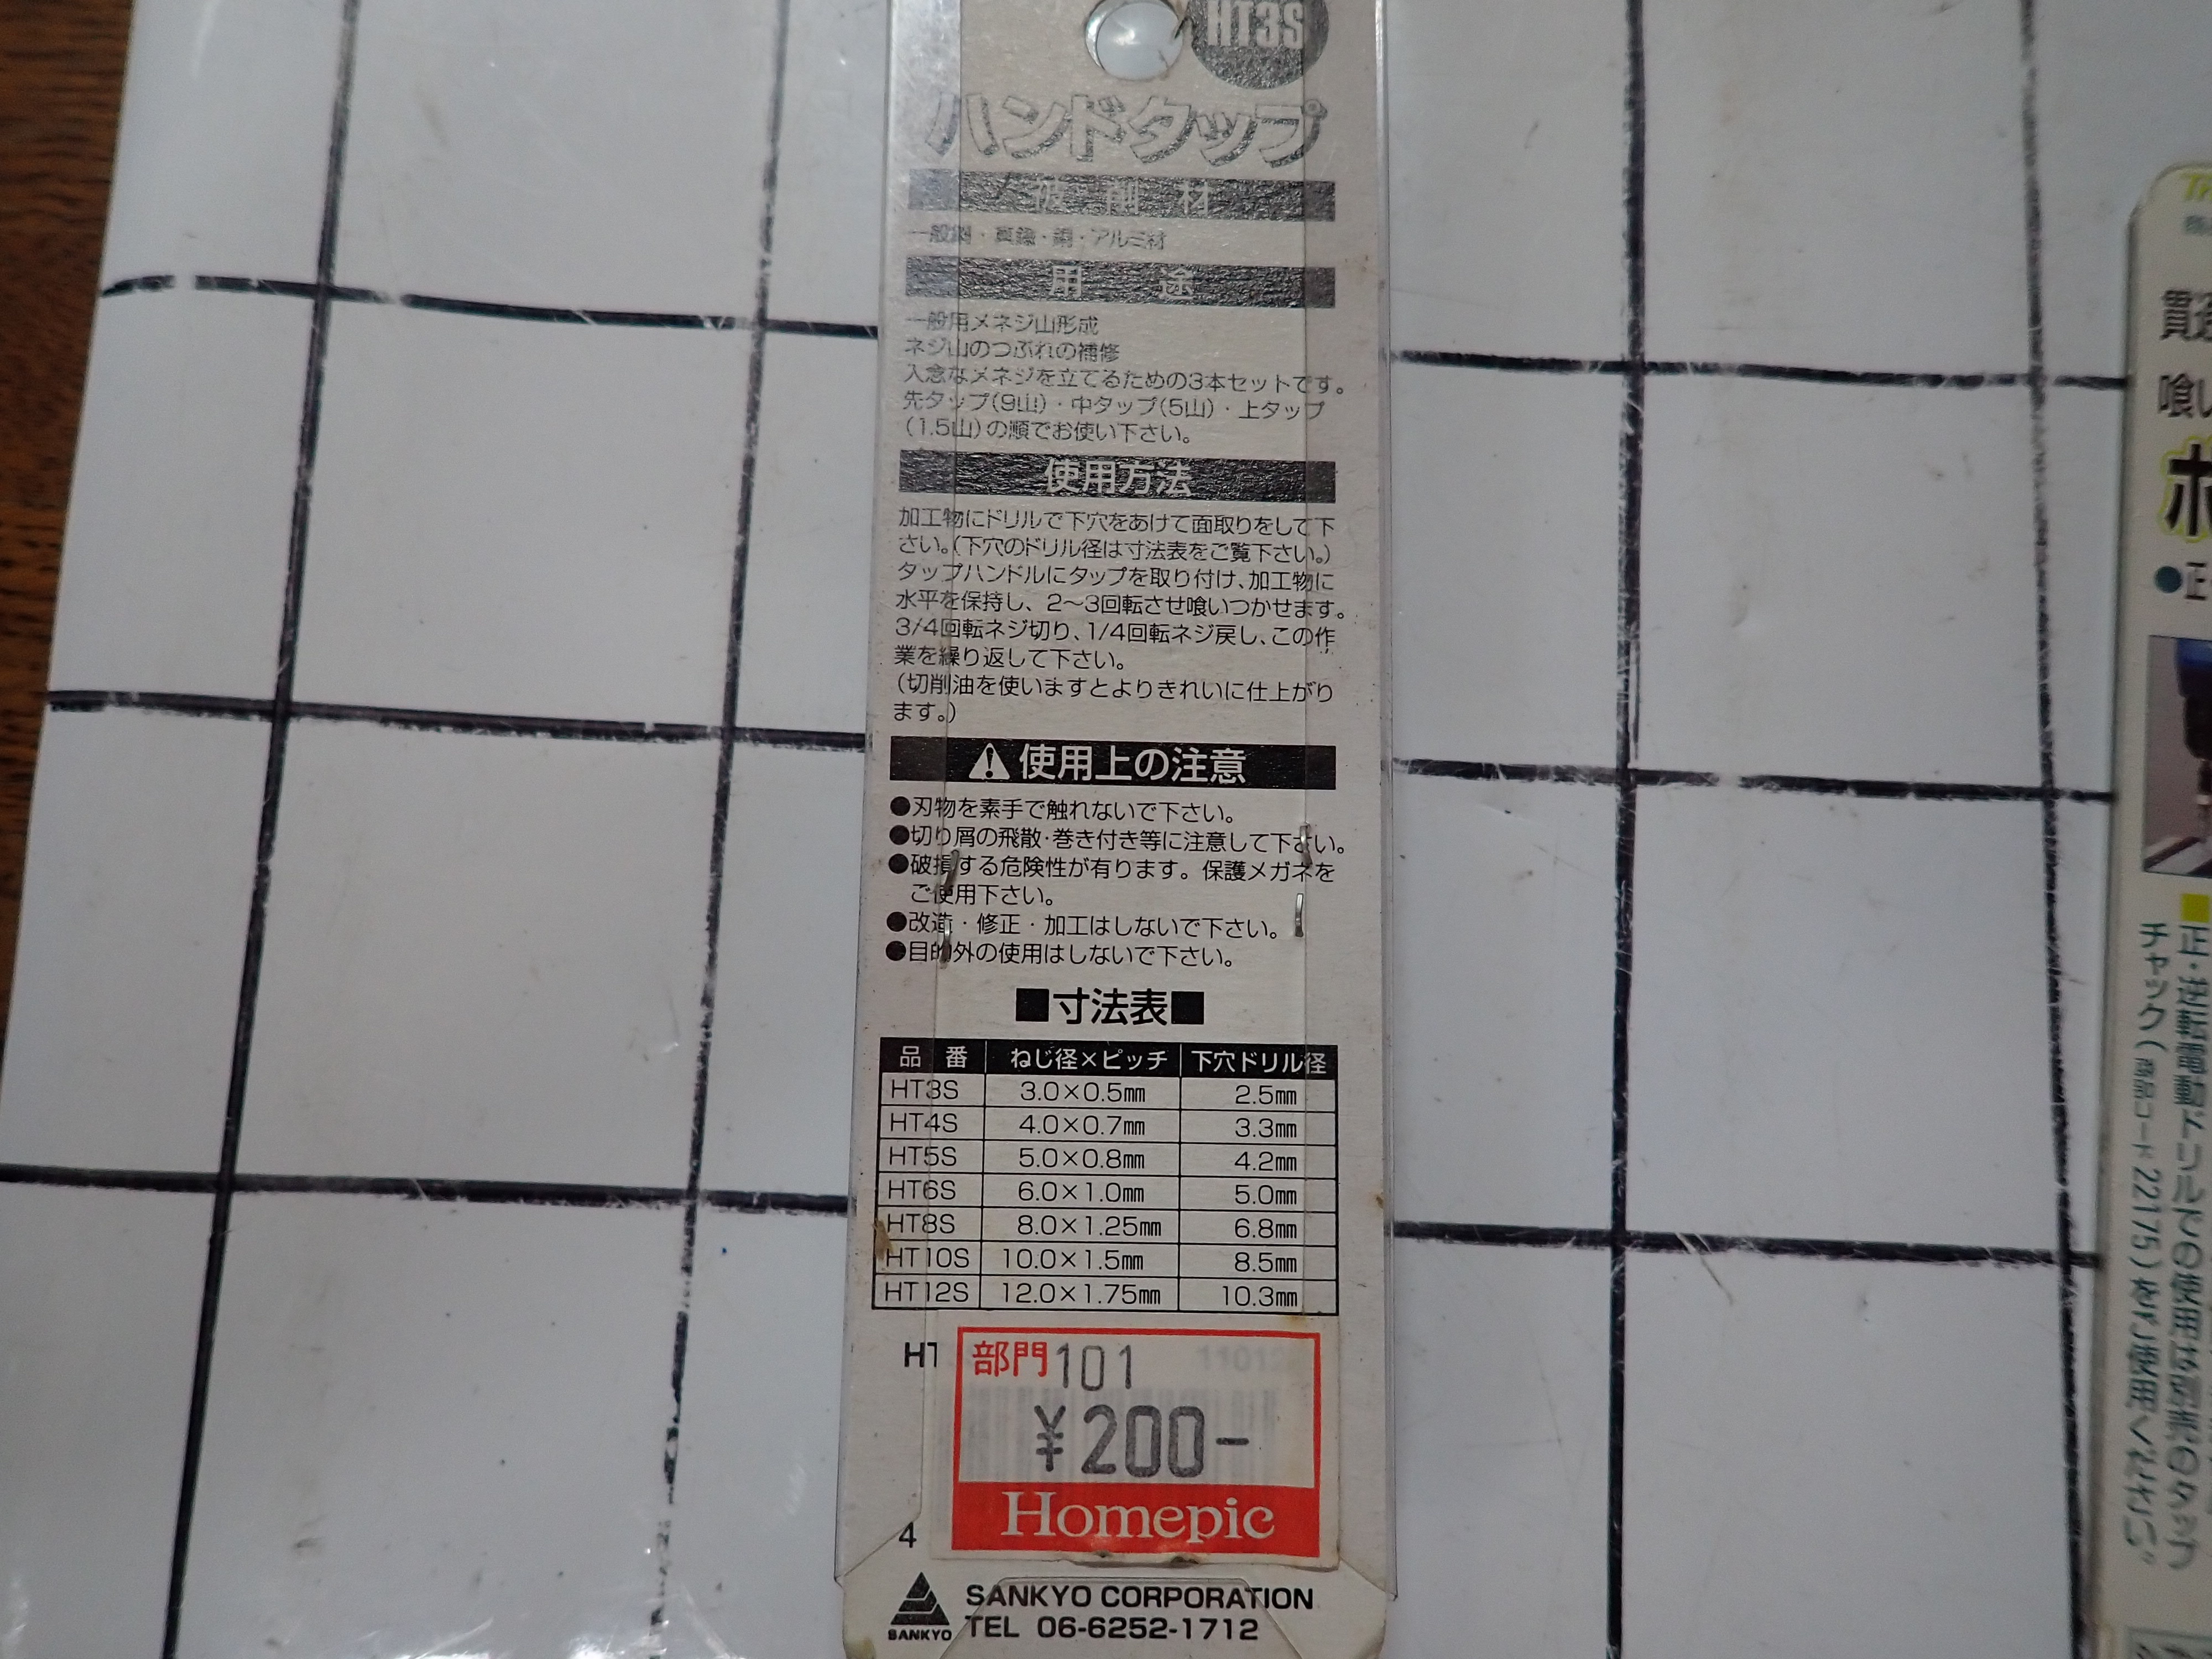 HT3S
ハンドタップ
被削材
一般鋼・真鍮・銅・アルミ材
用途
一般用メネジ山形成
ネジ山のつぶれの補修
入念なメネジを立てるための3本セットです。
先タップ(9山)・中タップ(5山)・上タップ
(1.5山)の順でお使い下さい。
使用方法
加工物にドリルで下穴をあけて面取りをして下
さい。(下穴のドリル径は寸法表をご覧下さい。)
タップハンドルにタップを取り付け、加工物に
水平を保持し、2〜3回転させ喰いつかせます。
3/4回転ネジ切り、1/4回転ネジ戻し、この作
業を繰り返して下さい。
(切削油を使いますとよりきれいに仕上がり
ます。)
使用上の注意
●刃物を素手で触れないで下さい。
●切り屑の飛散・巻き付き等に注意して下さい。
●破損する危険性が有ります。保護メガネを
ご使用下さい。
●改造・修正・加工はしないで下さい。
●目的外の使用はしないで下さい。
■寸法表■
品番 ねじ径×ピッチ 下穴ドリル径
HT3S 3.0×0.5㎜ 2.5㎜
HT4S 4.0×0.7㎜ 3.3㎜
HT5S 5.0×0.8㎜ 4.2㎜
HT6S 6.0×1.0㎜ 5.0㎜
HT8S 8.0×1.25㎜ 6.8㎜
HT10S 10.0×1.5㎜ 8.5㎜
HT12S 12.0×1.75㎜ 10.3㎜
HT
部門101
¥200-
Homepic
4
SANKYO
SANKYO CORPORATION
TEL 06-6252-1712
喰い
●正
■正・逆転電動ドリルでの使用は別売のタップ
チャック(商品コード22175)をご使用ください。